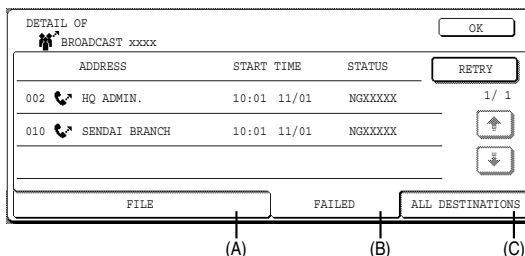 DETAIL OF
BROADCAST xxxx
OK
ADDRESS START TIME STATUS
RETRY
002 HQ ADMIN. 10:01 11/01 NGXXXXX
1/ 1
010 SENDAI BRANCH 10:01 11/01 NGXXXXX
FILE FAILED ALL DESTINATIONS
(A) (B) (C)